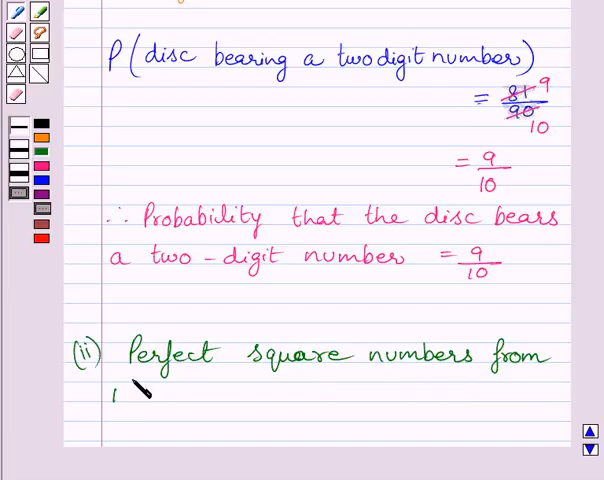 P ( disc bearing a two digit number )
= 81/90 9
10
= 9/10
∴ Probability that the disc bears
a two - digit number = 9/10
(ii) Perfect square numbers from
1